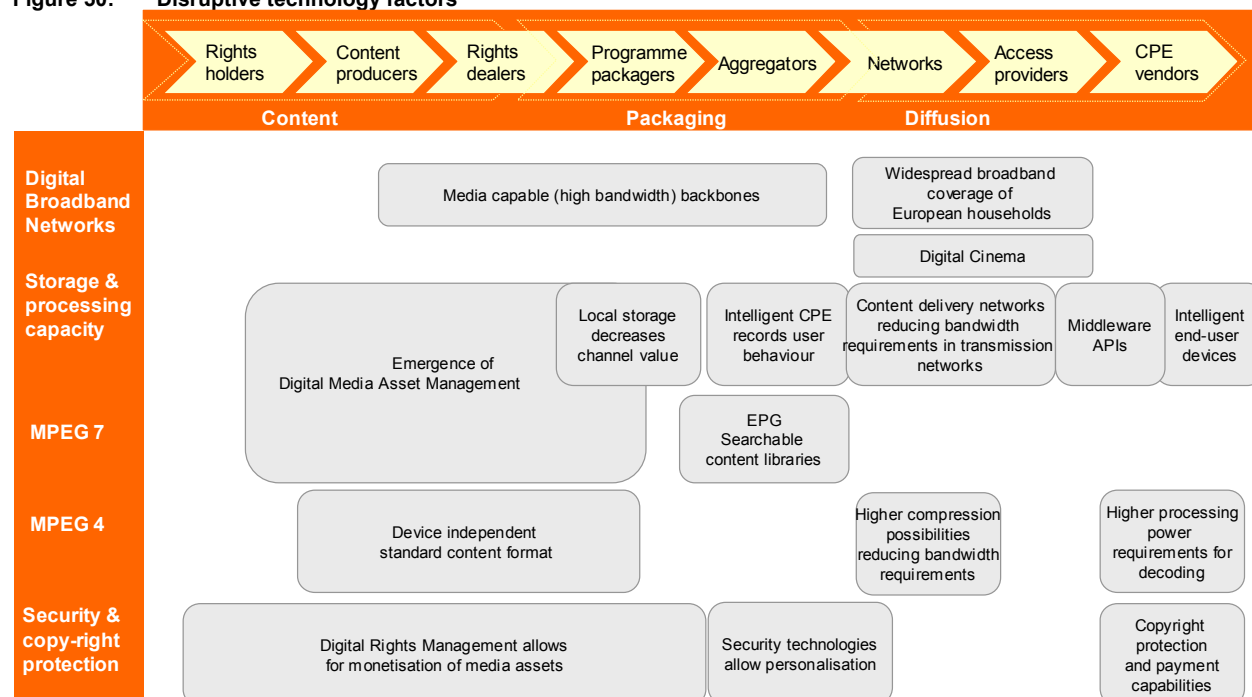 Figure 50: Disruptive technology factors
Rights
holders
Content
producers
Rights
dealers
Programme
packagers
Aggregators
Networks
Access
providers
CPE
vendors
Content
Packaging
Diffusion
Digital
Broadband
Networks
Media capable (high bandwidth) backbones
Widespread broadband
coverage of
European households
Digital Cinema
Storage &
processing
capacity
Emergence of
Digital Media Asset Management
Local storage
decreases
channel value
Intelligent CPE
records user
behaviour
Content delivery networks
reducing bandwidth
requirements in transmission
networks
Middleware
APIs
Intelligent
end-user
devices
MPEG 7
EPG
Searchable
content libraries
MPEG 4
Device independent
standard content format
Higher compression
possibilities
reducing bandwidth
requirements
Higher processing
power
requirements for
decoding
Security &
copy-right
protection
Digital Rights Management allows
for monetisation of media assets
Security technologies
allow personalisation
Copyright
protection
and payment
capabilities